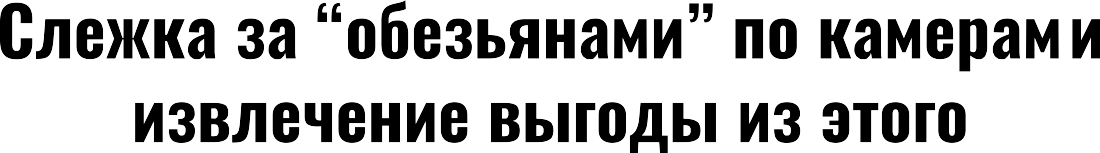 Слежка за “обезьянами” по камерам и
извлечение выгоды из этого